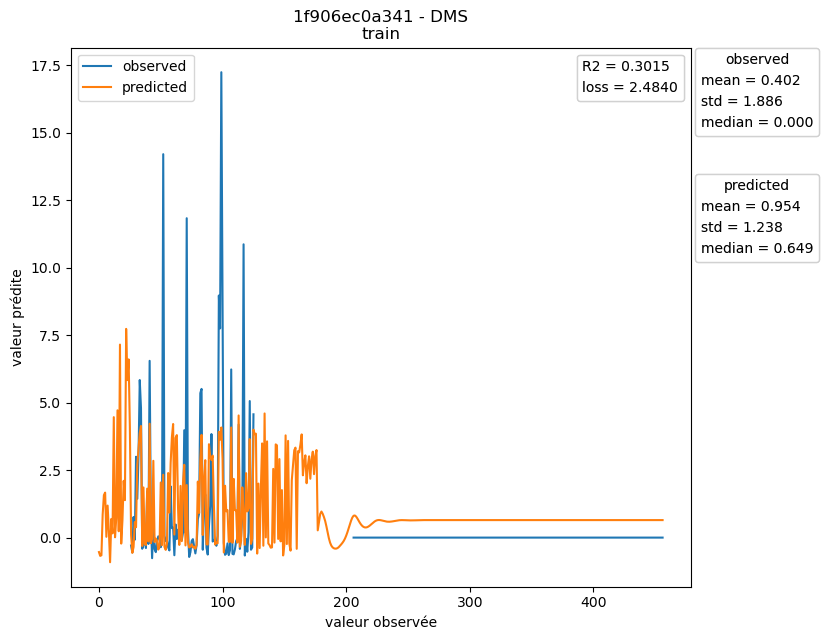 1f906ec0a341 - DMS
train
observed
predicted
R2 = 0.3015
loss = 2.4840
observed
mean = 0.402
std = 1.886
median = 0.000
predicted
mean = 0.954
std = 1.238
median = 0.649
valeur prédite
17.5
15.0
12.5
10.0
7.5
5.0
2.5
0.0
0
100
200
300
400
valeur observée